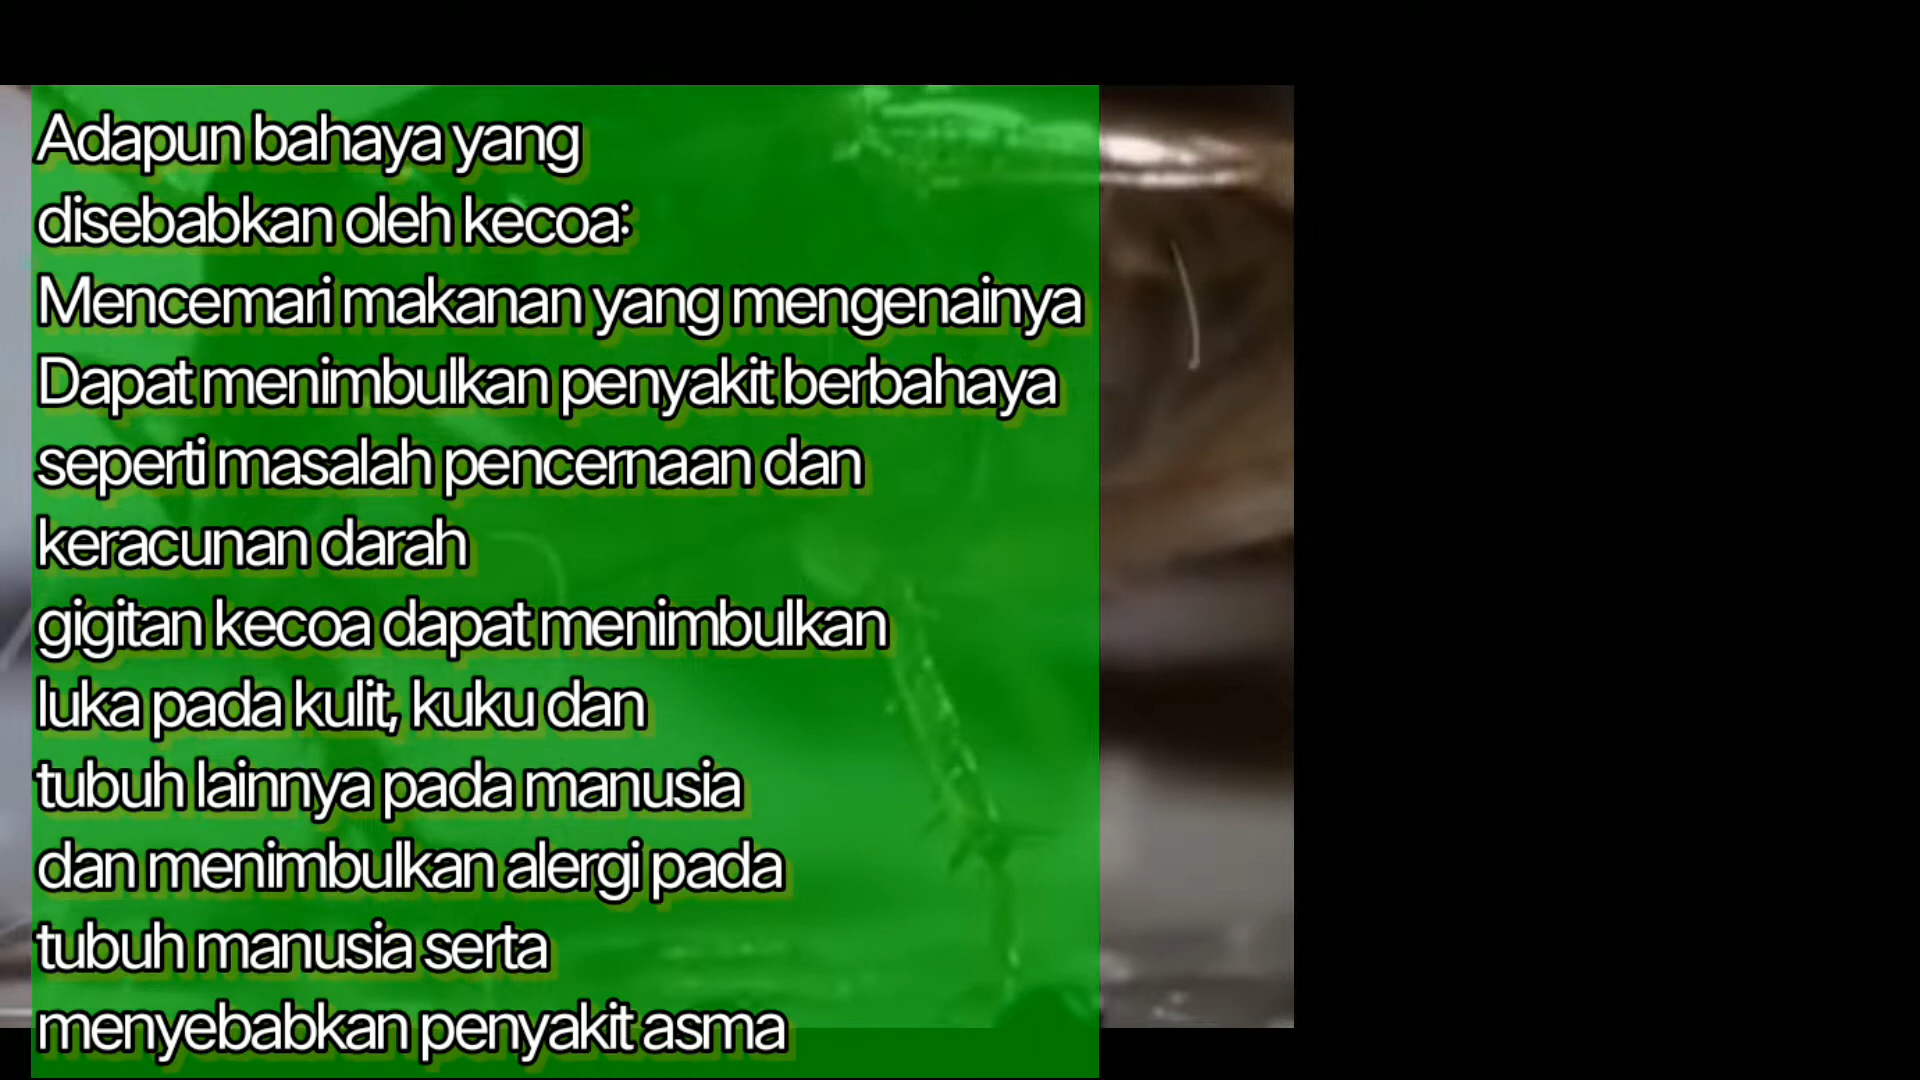 Adapun bahaya yang
disebabkan oleh kecoa:
Mencemari makanan yang mengenainya
Dapat menimbulkan penyakit berbahaya
seperti masalah pencernaan dan
keracunan darah
gigitan kecoa dapat menimbulkan
luka pada kulit, kuku dan
tubuh lainnya pada manusia
dan menimbulkan alergi pada
tubuh manusia serta
menyebabkan penyakit asma